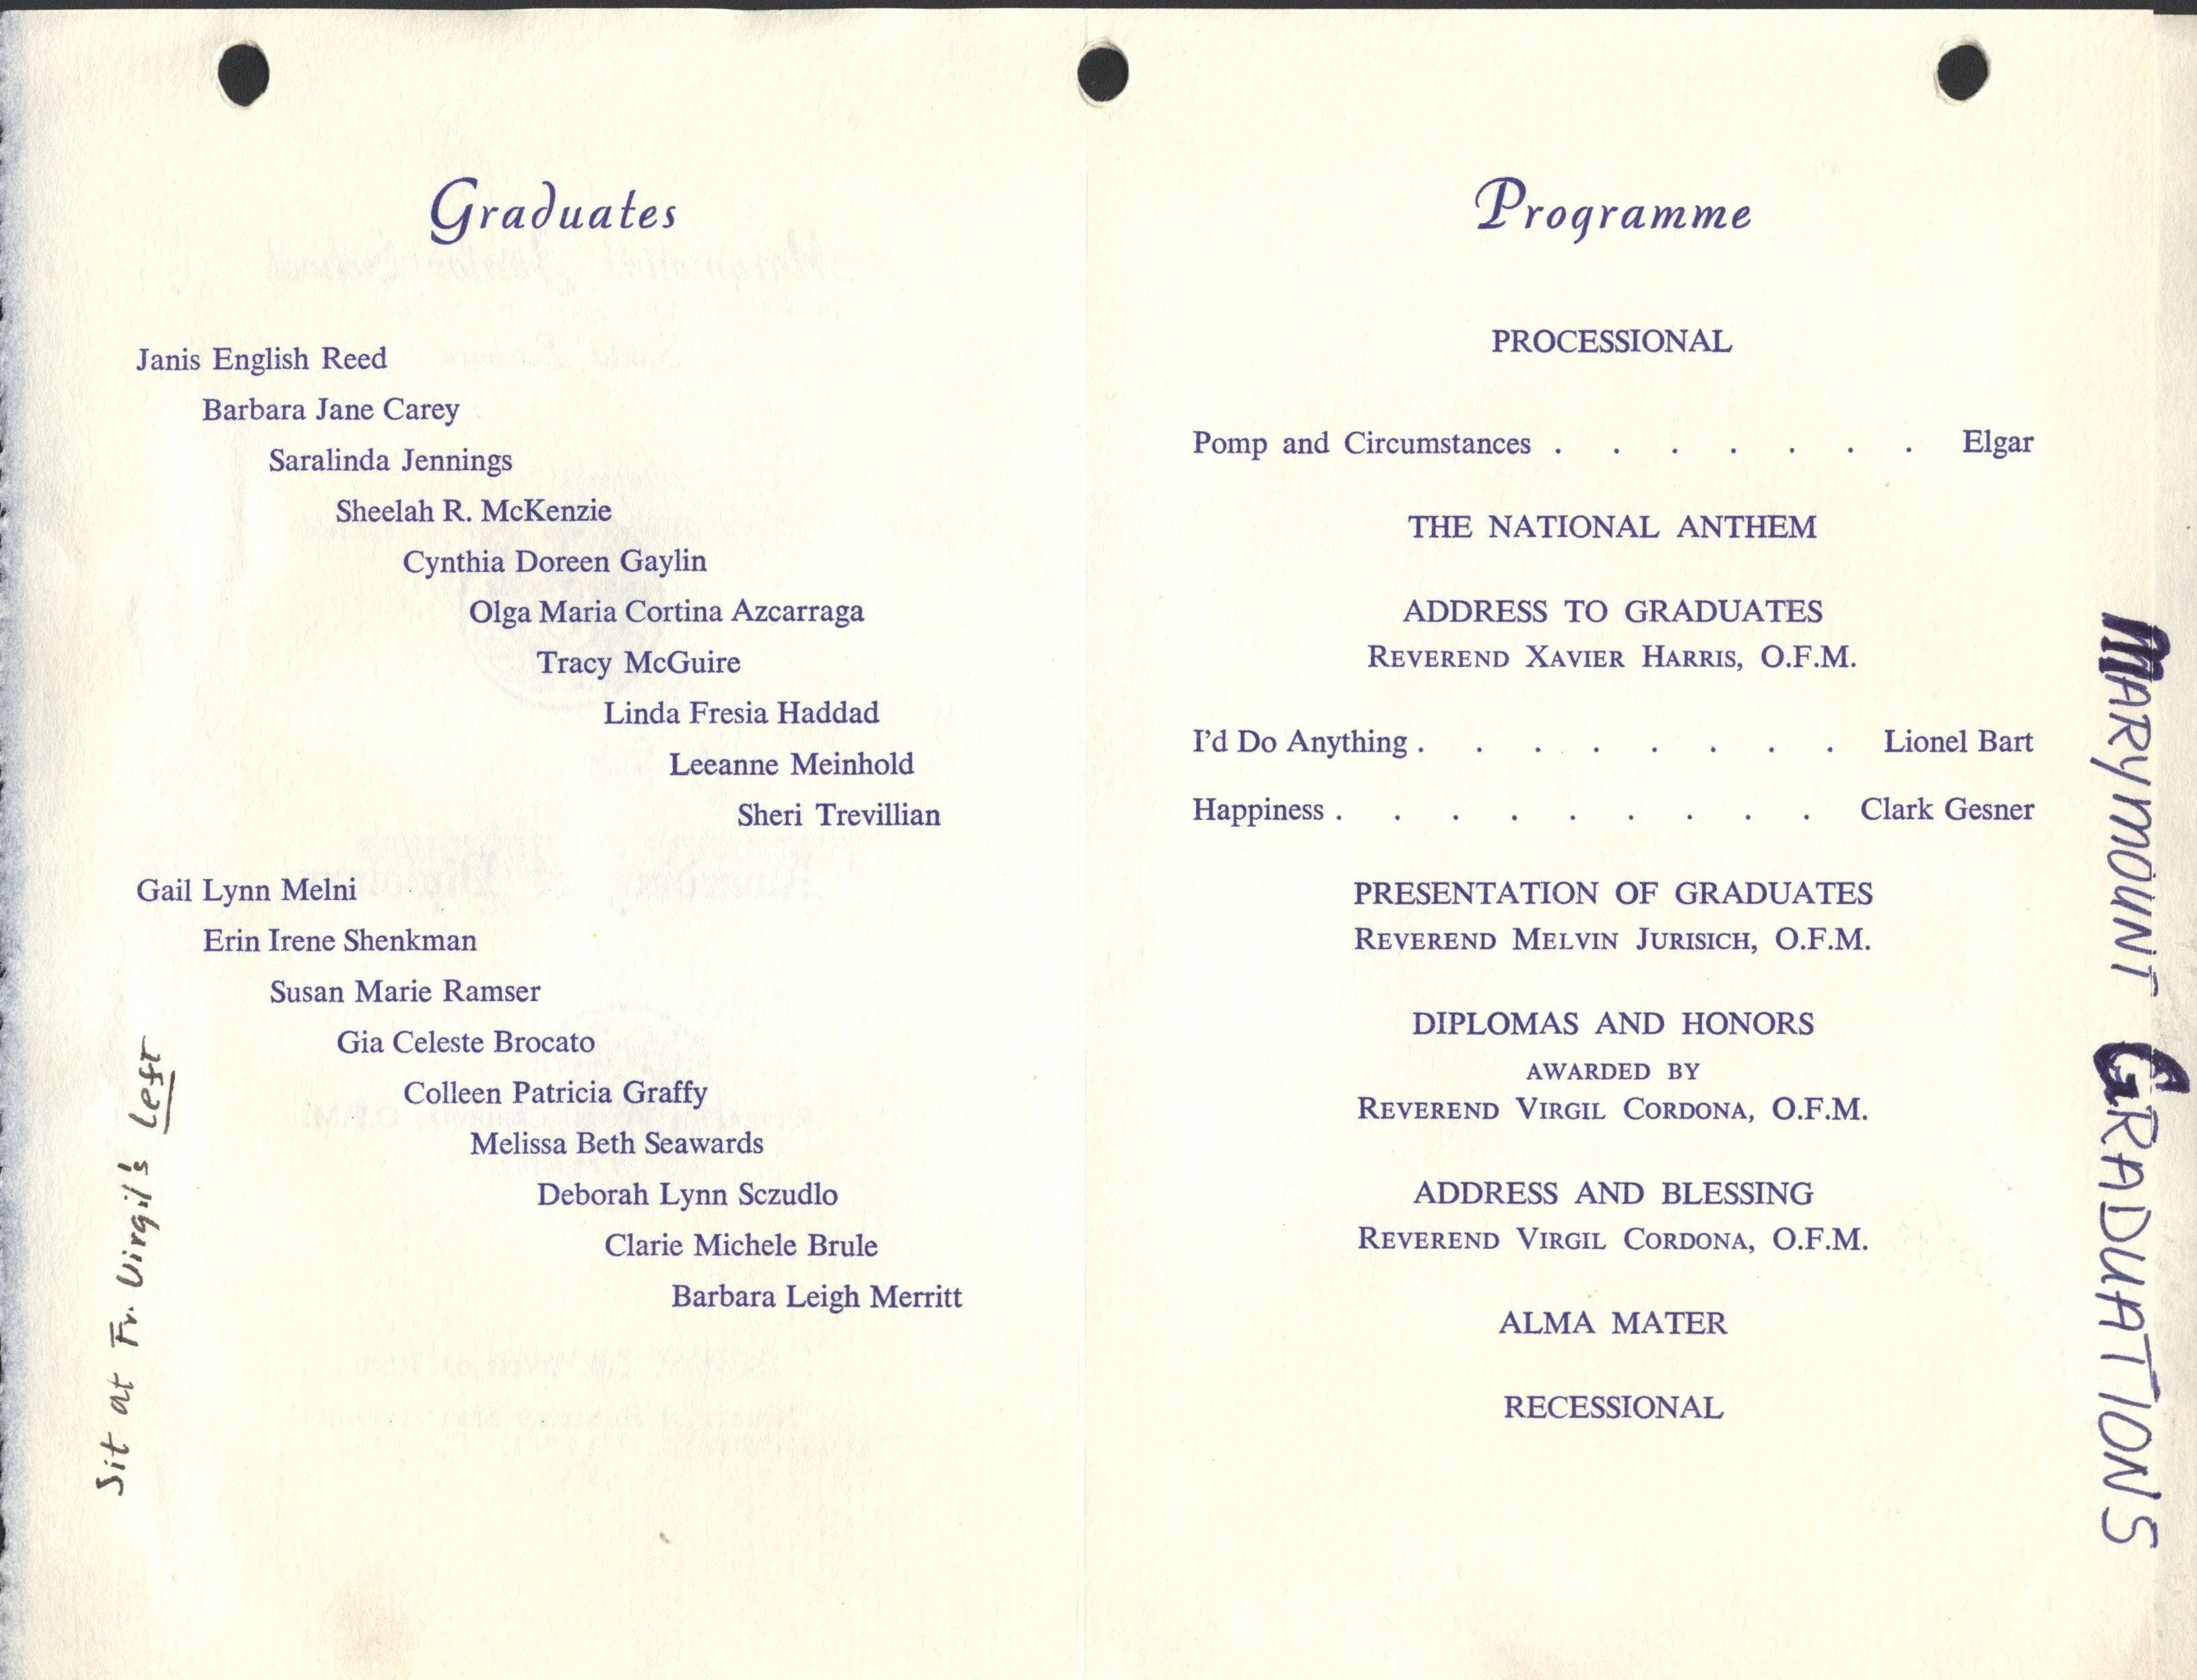 Graduates
Janis English Reed
Barbara Jane Carey
Saralinda Jennings
Sheelah R. McKenzie
Cynthia Doreen Gaylin
Olga Maria Cortina Azcarraga
Tracy McGuire
Linda Fresia Haddad
Leeanne Meinhold
Sheri Trevillian
Gail Lynn Melni
Erin Irene Shenkman
Susan Marie Ramser
Gia Celeste Brocato
Colleen Patricia Graffy
Melissa Beth Seawards
Deborah Lynn Sczudlo
Clarie Michele Brule
Barbara Leigh Merritt
Sit at Fr. Virgil's Left
Programme
PROCESSIONAL
Pomp and Circumstances . . . . . . . Elgar
THE NATIONAL ANTHEM
ADDRESS TO GRADUATES
REVEREND XAVIER HARRIS, O.F.M.
I'd Do Anything . . . . . . . . Lionel Bart
Happiness . . . . . . . . . Clark Gesner
PRESENTATION OF GRADUATES
REVEREND MELVIN JURISICH, O.F.M.
DIPLOMAS AND HONORS
AWARDED BY
REVEREND VIRGIL CORDONA, O.F.M.
ADDRESS AND BLESSING
REVEREND VIRGIL CORDONA, O.F.M.
ALMA MATER
RECESSIONAL
MARYMOUNT GRADUATIONS